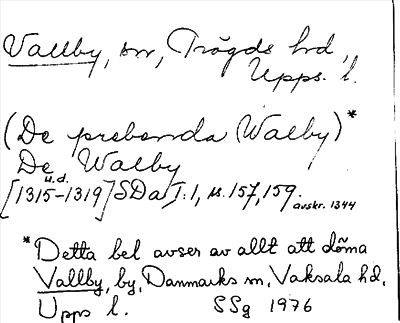 Vallby, sn, Trögds hd,
Upps. l.
(De prebenda Walby)*
De Walby
u.d.
[1315-1319] SDa I:1, s. 157, 159.
avskr. 1344
*Detta bel avser av allt att döma
Vallby, by, Danmarks sn, Vaksala hd,
Upps l. SSg 1976